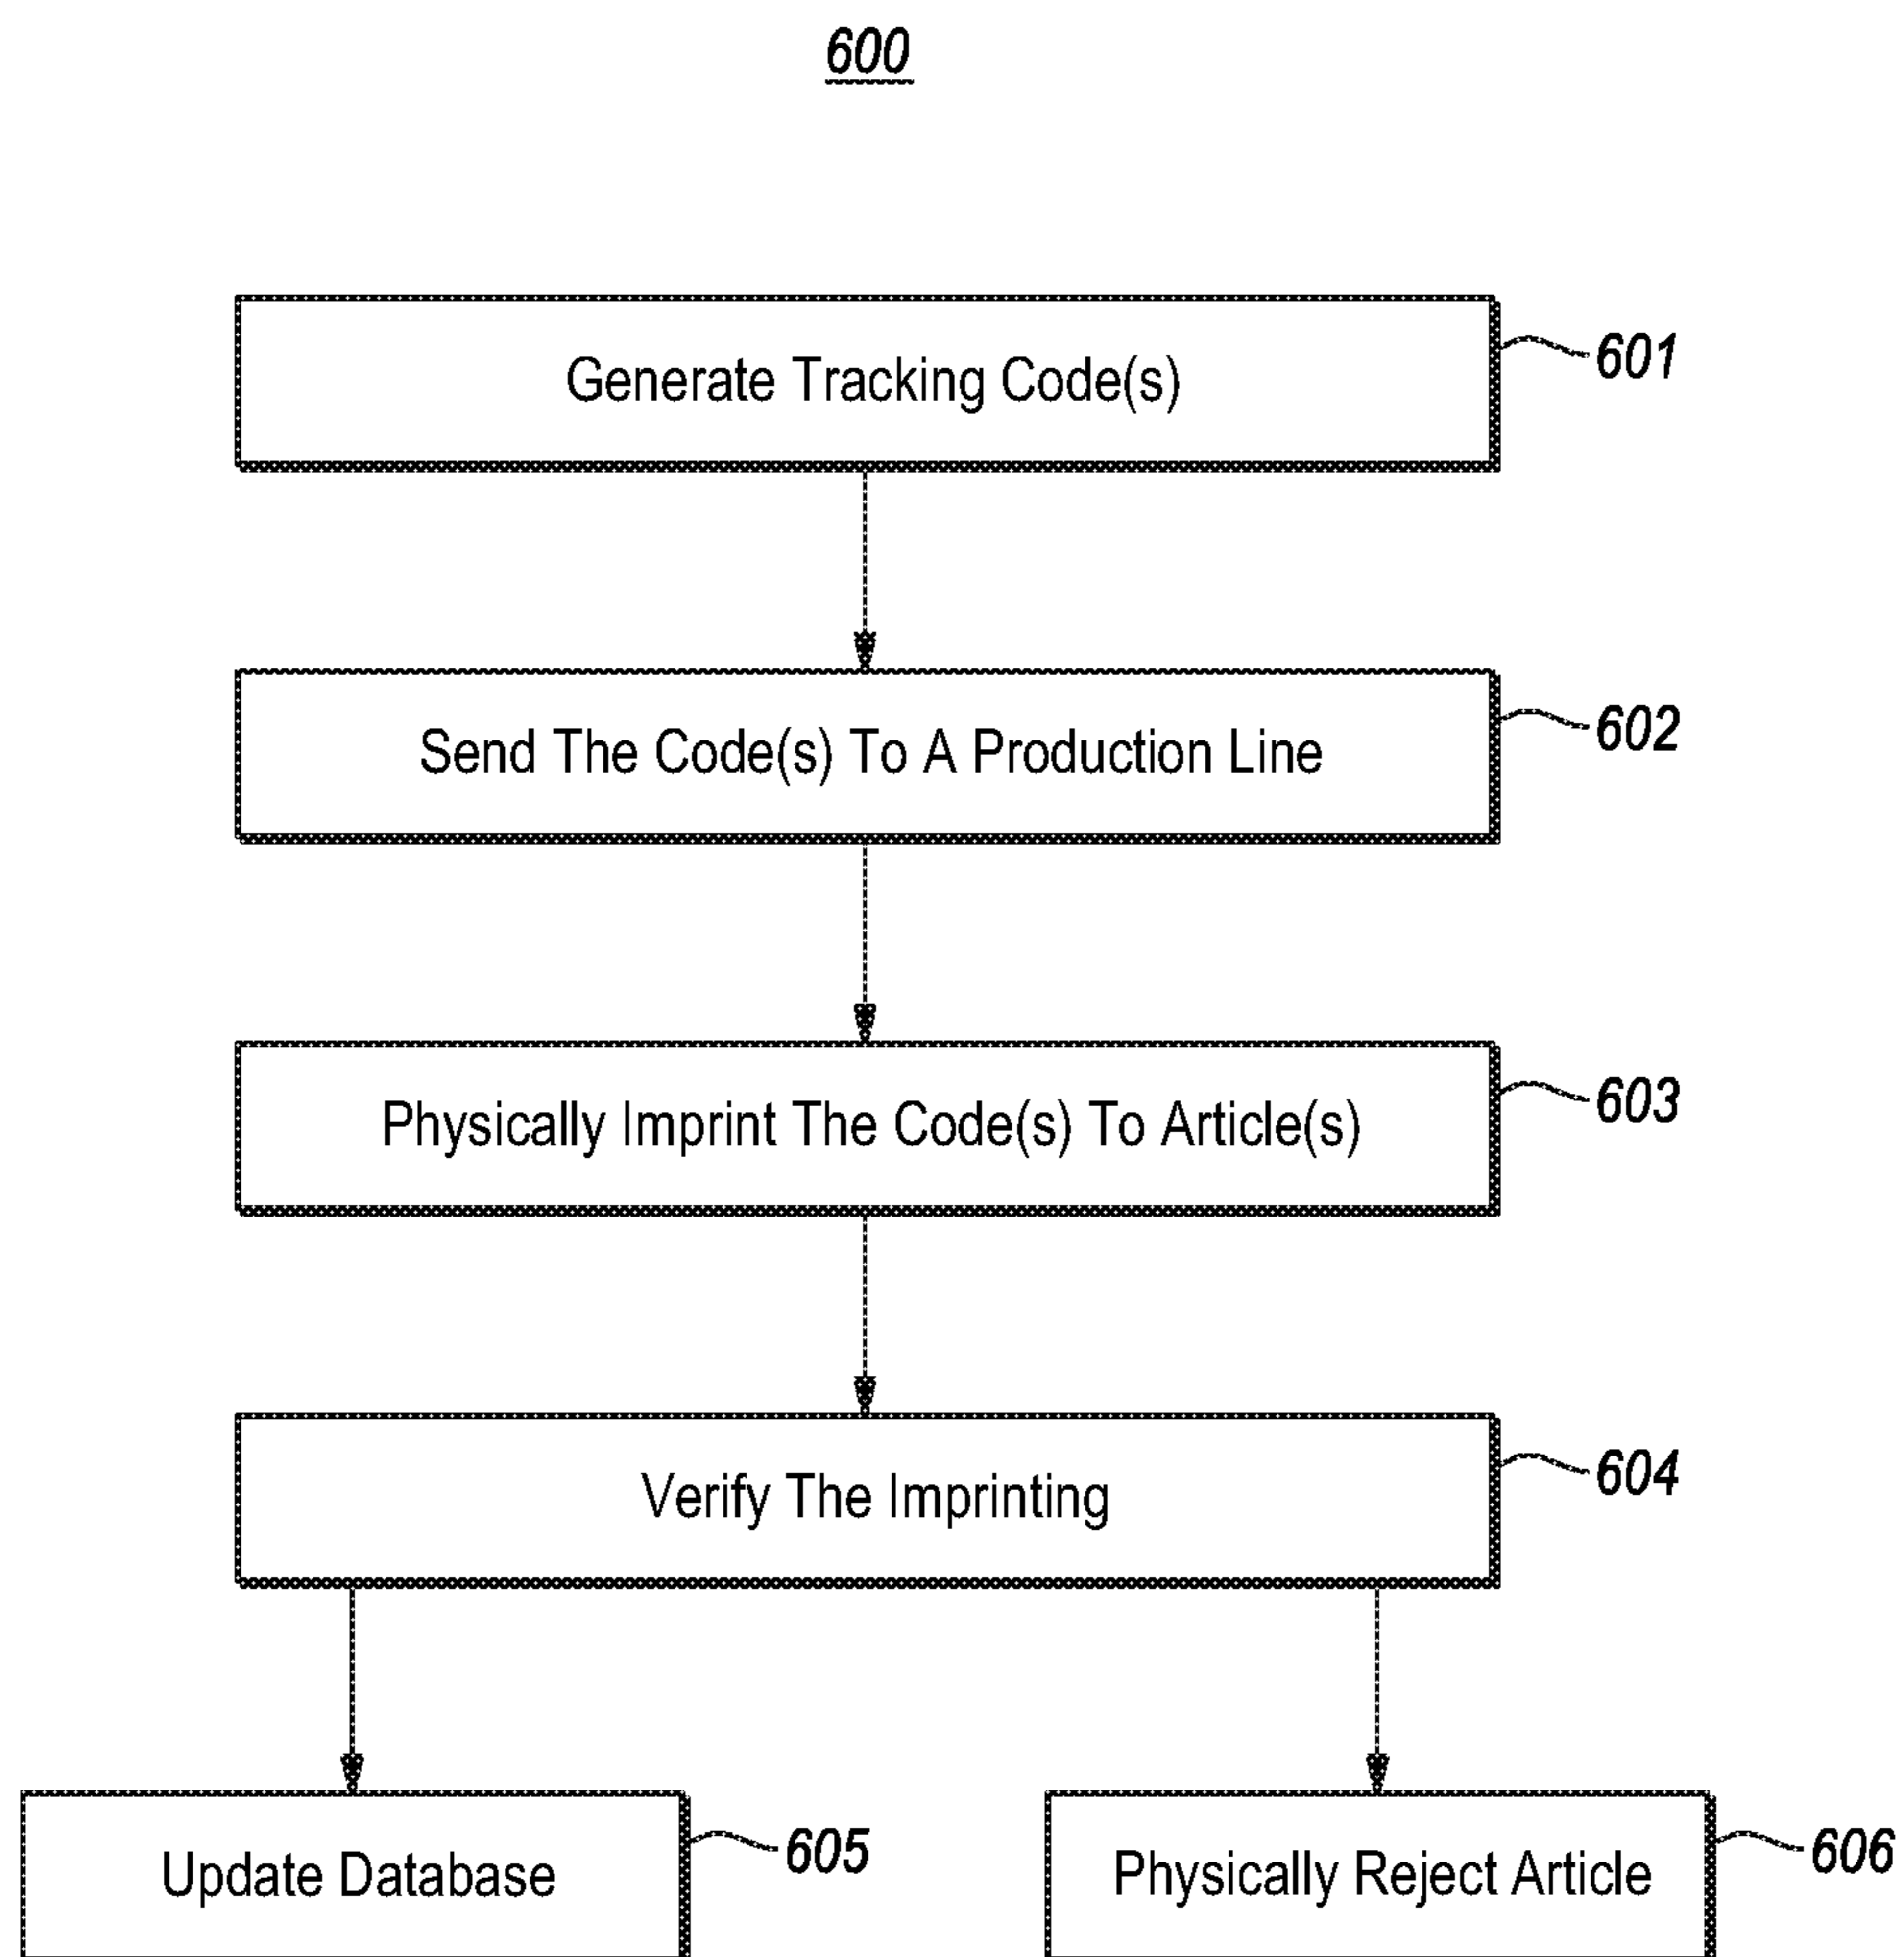 600
Generate Tracking Code(s)
601
Send The Code(s) To A Production Line
602
Physically Imprint The Code(s) To Article(s)
603
Verify The Imprinting
604
Update Database
605
Physically Reject Article
606